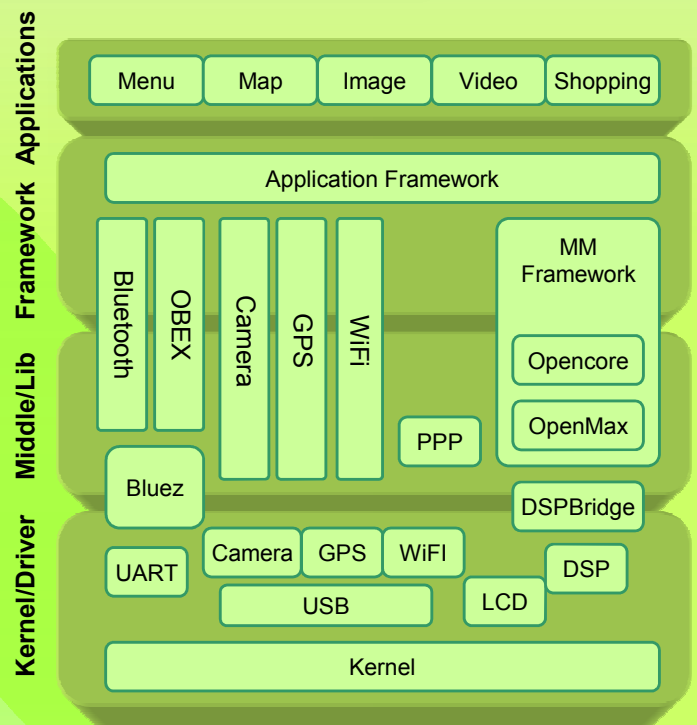 Applications
Menu
Map
Image
Video
Shopping
Framework
Application Framework
Bluetooth
OBEX
Camera
GPS
WiFi
MM
Framework
Middle/Lib
Opencore
OpenMax
PPP
Bluez
DSPBridge
Kernel/Driver
UART
Camera
GPS
WiFI
DSP
USB
LCD
Kernel